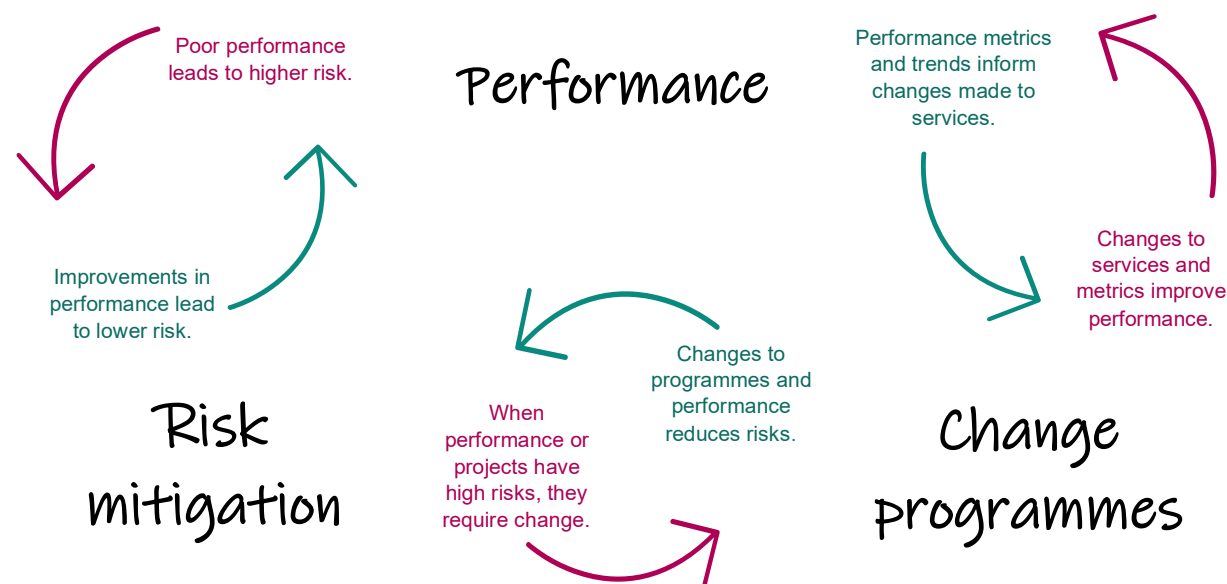 Poor performance
leads to higher risk.
Performance
Performance metrics
and trends inform
changes made to
services.
Improvements in
performance lead
to lower risk.
Changes to
services and
metrics improve
performance.
Changes to
programmes and
performance
reduces risks.
When
performance or
projects have
high risks, they
require change.
Risk
mitigation
Change
programmes